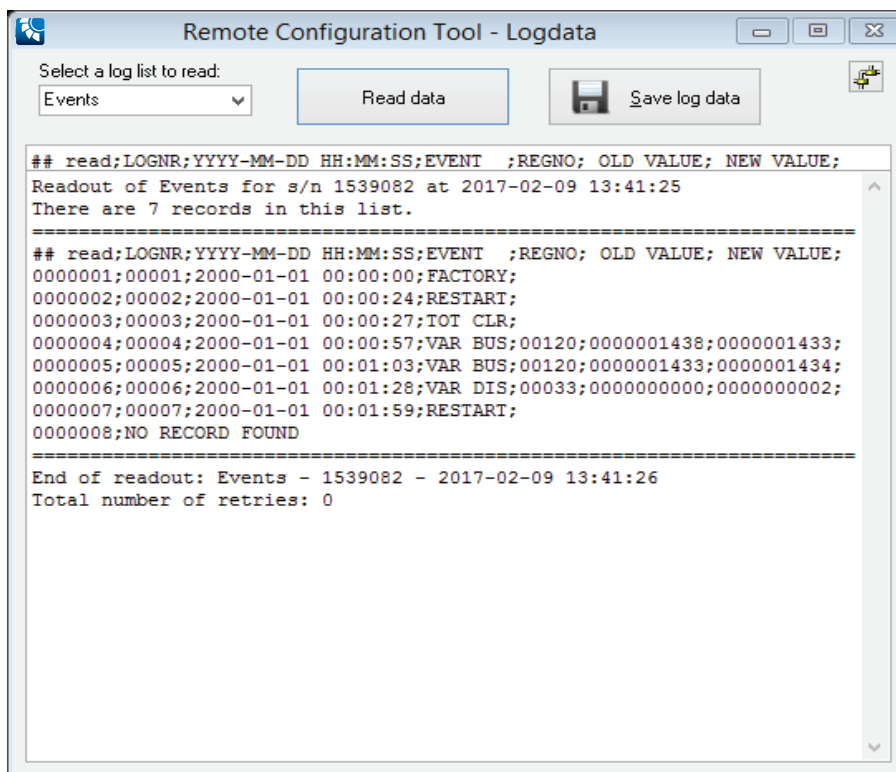 Remote Configuration Tool - Logdata
Select a log list to read:
Events
Read data
Save log data
## read;LOGNR;YYYY-MM-DD HH:MM:SS;EVENT  ;REGNO; OLD VALUE; NEW VALUE;
Readout of Events for s/n 1539082 at 2017-02-09 13:41:25
There are 7 records in this list.
======================================================================
## read;LOGNR;YYYY-MM-DD HH:MM:SS;EVENT  ;REGNO; OLD VALUE; NEW VALUE;
0000001;00001;2000-01-01 00:00:00;FACTORY;
0000002;00002;2000-01-01 00:00:24;RESTART;
0000003;00003;2000-01-01 00:00:27;TOT CLR;
0000004;00004;2000-01-01 00:00:57;VAR BUS;00120;0000001438;0000001433;
0000005;00005;2000-01-01 00:01:03;VAR BUS;00120;0000001433;0000001434;
0000006;00006;2000-01-01 00:01:28;VAR DIS;00033;0000000000;0000000002;
0000007;00007;2000-01-01 00:01:59;RESTART;
0000008;NO RECORD FOUND
======================================================================
End of readout: Events - 1539082 - 2017-02-09 13:41:26
Total number of retries: 0